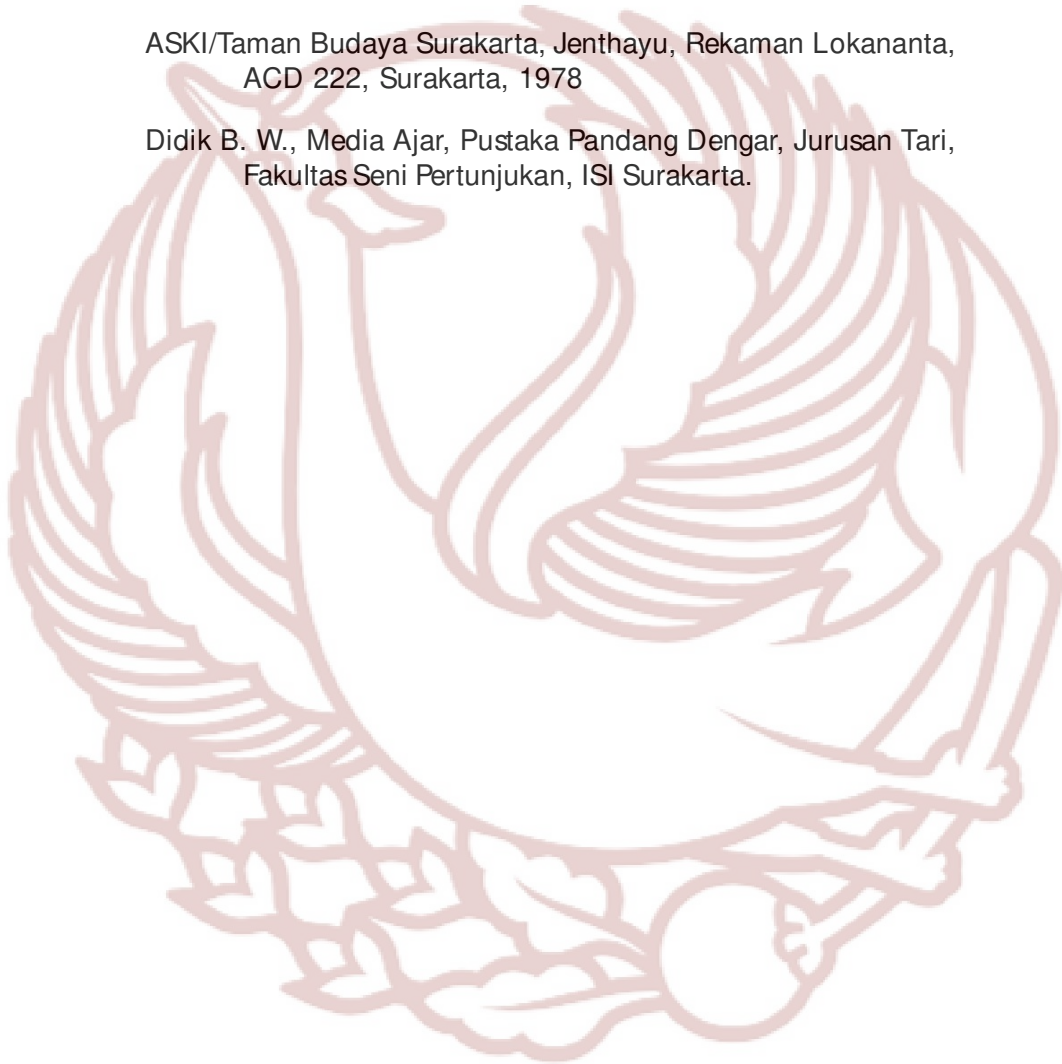 ASKI/Taman Budaya Surakarta, Jenthayu, Rekaman Lokananta,
ACD 222, Surakarta, 1978
Didik B. W., Media Ajar, Pustaka Pandang Dengar, Jurusan Tari,
Fakultas Seni Pertunjukan, ISI Surakarta.